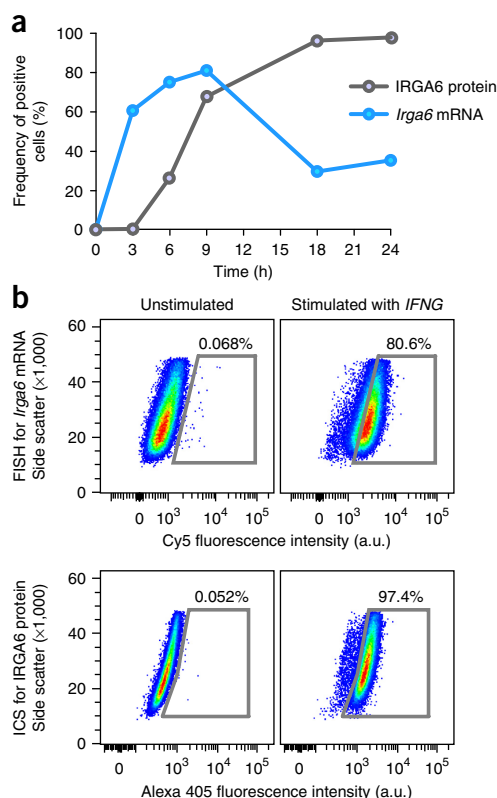 a
Frequency of positive
cells (%)
100
80
60
40
20
0
0 3 6 9 12 15 18 21 24
Time (h)
IRGA6 protein
Irga6 mRNA
b
Unstimulated Stimulated with IFNG
FISH for Irga6 mRNA
Side scatter (×1,000)
60
40
20
0
0.068% 80.6%
0 10³ 10⁴ 10⁵ 0 10³ 10⁴ 10⁵
Cy5 fluorescence intensity (a.u.)
ICS for IRGA6 protein
Side scatter (×1,000)
60
40
20
0
0.052% 97.4%
0 10³ 10⁴ 10⁵ 0 10³ 10⁴ 10⁵
Alexa 405 fluorescence intensity (a.u.)